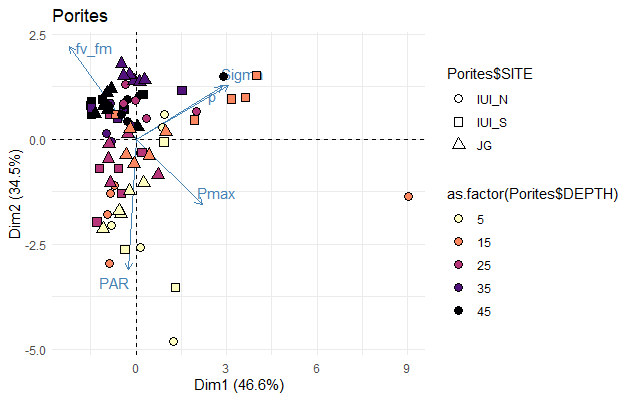 Porites
2.5
0.0
-2.5
-5.0
Dim2 (34.5%)
fv_fm
Sigm
p
Pmax
PAR
0
3
6
9
Dim1 (46.6%)
Porites$SITE
IUI_N
IUI_S
JG
as.factor(Porites$DEPTH)
5
15
25
35
45